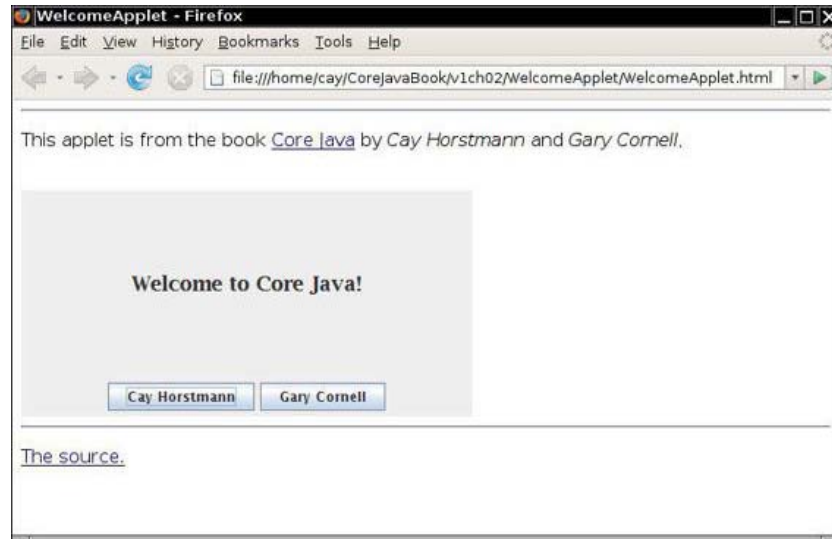 WelcomeApplet - Firefox
File Edit View History Bookmarks Tools Help
file:///home/cay/CoreJavaBook/v1ch02/WelcomeApplet/WelcomeApplet.html
This applet is from the book Core Java by Cay Horstmann and Gary Cornell.
Welcome to Core Java!
Cay Horstmann Gary Cornell
The source.